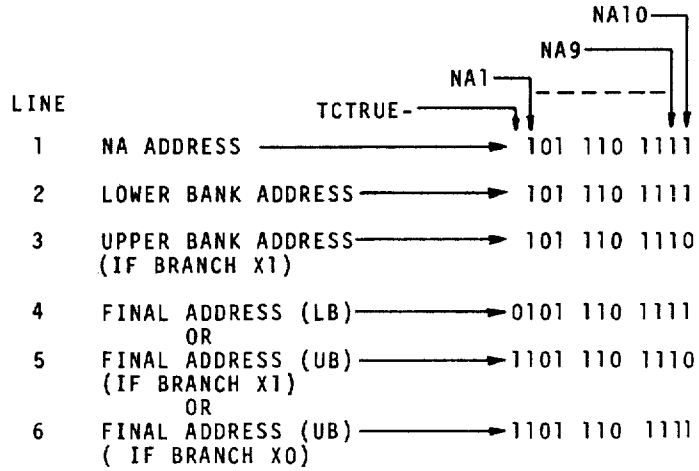 NA10
NA9
NA1
LINE
TCTRUE-
1 NA ADDRESS 101 110 1111
2 LOWER BANK ADDRESS 101 110 1111
3 UPPER BANK ADDRESS 101 110 1110
(IF BRANCH X1)
4 FINAL ADDRESS (LB) 0101 110 1111
OR
5 FINAL ADDRESS (UB) 1101 110 1110
(IF BRANCH X1)
OR
6 FINAL ADDRESS (UB) 1101 110 1111
( IF BRANCH X0)